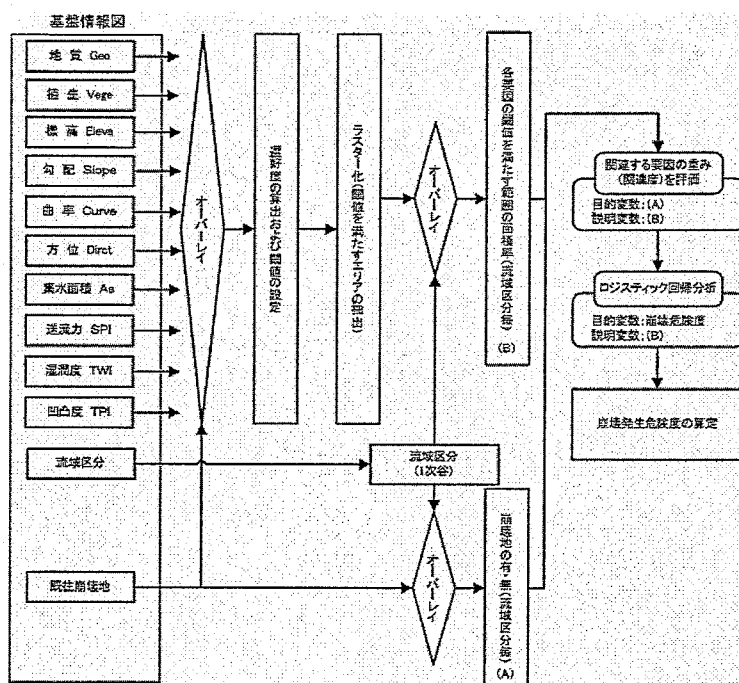 基盤情報図
地 質 Geo
植 生 Vege
標 高 Eleva
勾 配 Slope
曲 率 Curve
方 位 Dirct
集水面積 As
送流力 SPI
湿潤度 TWI
凹凸度 TPI
流域区分
既往崩壊地
オーバーレイ
選好度の算出および閾値の設定
ラスター化(閾値を満たすエリアの抽出)
オーバーレイ
各要因の閾値を満たす範囲の面積率(流域区分毎)
(B)
流域区分
(1次谷)
オーバーレイ
崩壊地の有・無(流域区分毎)
(A)
関連する要因の重み
(関連度)を評価
目的変数:(A)
説明変数:(B)
ロジスティック回帰分析
目的変数:崩壊危険度
説明変数:(B)
崩壊発生危険度の算定